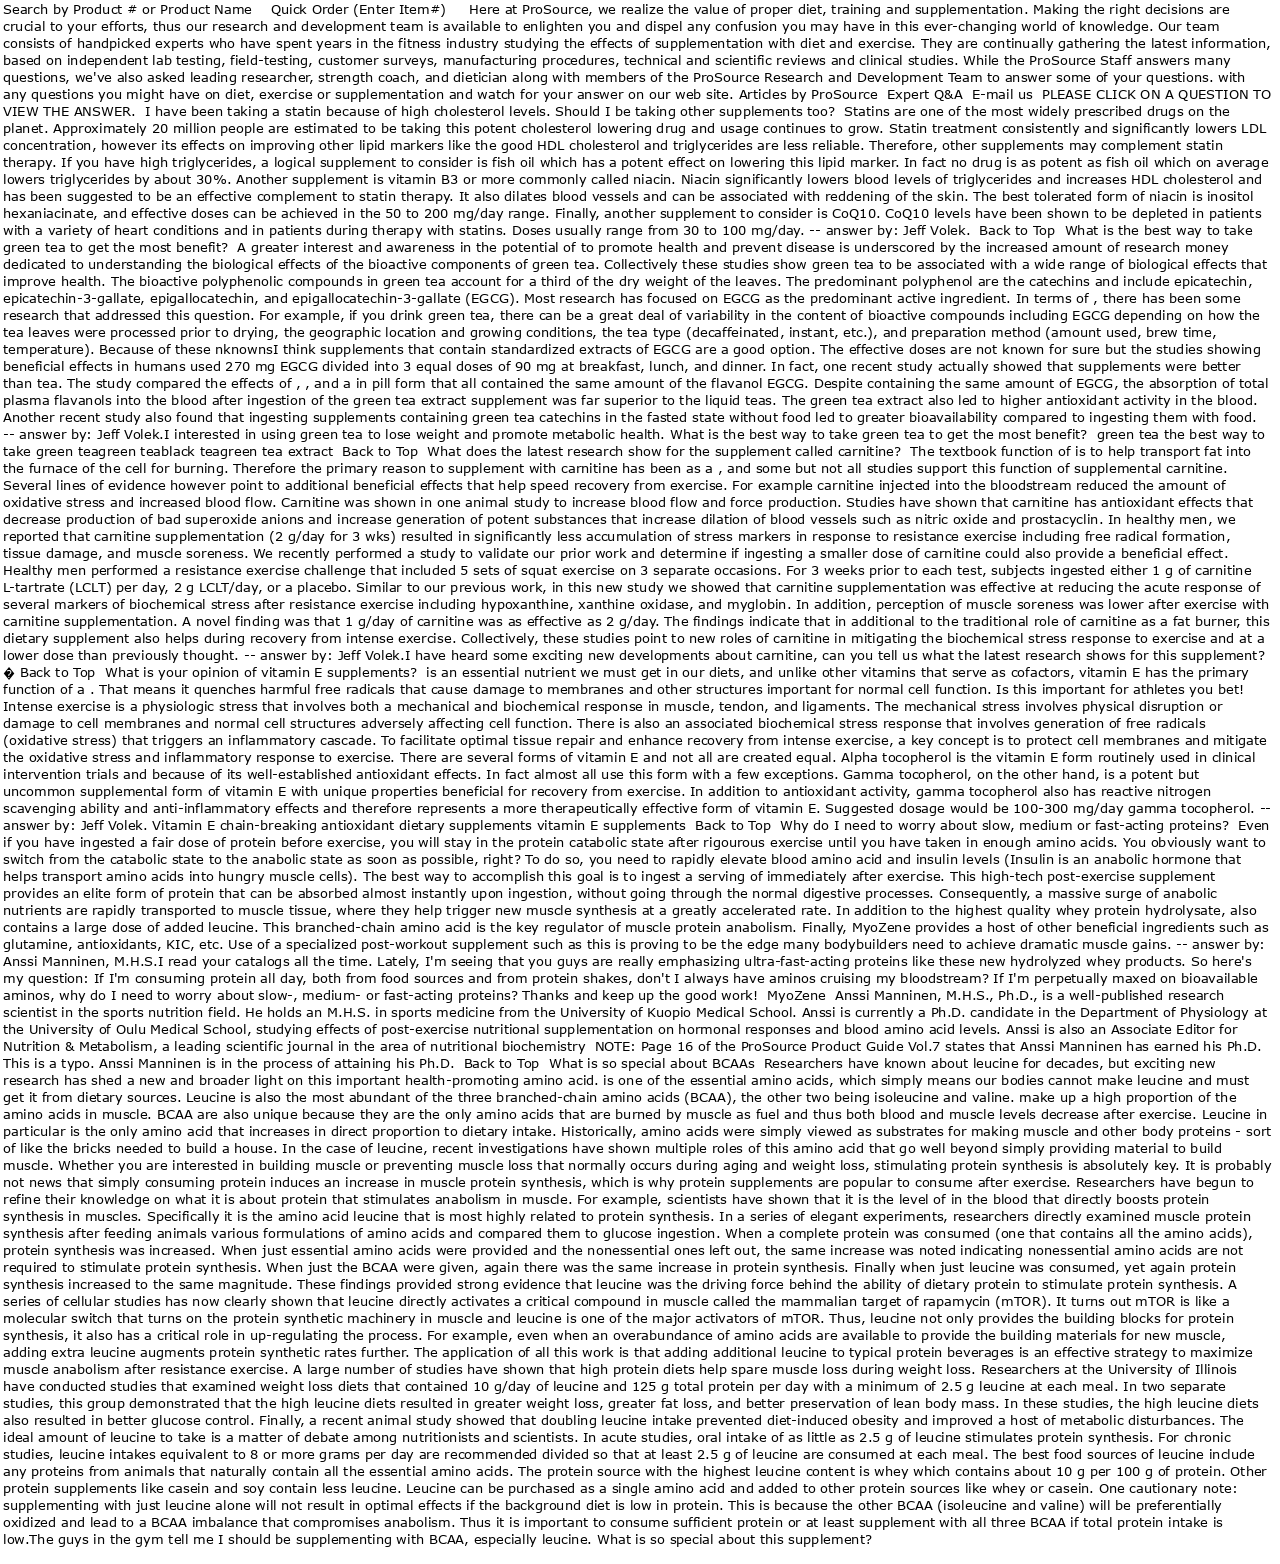 Search by Product # or Product Name    Quick Order (Enter Item#)     Here at ProSource, we realize the value of proper diet, training and supplementation. Making the right decisions are
crucial to your efforts, thus our research and development team is available to enlighten you and dispel any confusion you may have in this ever-changing world of knowledge. Our team
consists of handpicked experts who have spent years in the fitness industry studying the effects of supplementation with diet and exercise. They are continually gathering the latest information,
based on independent lab testing, field-testing, customer surveys, manufacturing procedures, technical and scientific reviews and clinical studies. While the ProSource Staff answers many
questions, we've also asked leading researcher, strength coach, and dietician along with members of the ProSource Research and Development Team to answer some of your questions. with
any questions you might have on diet, exercise or supplementation and watch for your answer on our web site. Articles by ProSource  Expert Q&A  E-mail us  PLEASE CLICK ON A QUESTION TO
VIEW THE ANSWER.  I have been taking a statin because of high cholesterol levels. Should I be taking other supplements too?  Statins are one of the most widely prescribed drugs on the
planet. Approximately 20 million people are estimated to be taking this potent cholesterol lowering drug and usage continues to grow. Statin treatment consistently and significantly lowers LDL
concentration, however its effects on improving other lipid markers like the good HDL cholesterol and triglycerides are less reliable. Therefore, other supplements may complement statin
therapy. If you have high triglycerides, a logical supplement to consider is fish oil which has a potent effect on lowering this lipid marker. In fact no drug is as potent as fish oil which on average
lowers triglycerides by about 30%. Another supplement is vitamin B3 or more commonly called niacin. Niacin significantly lowers blood levels of triglycerides and increases HDL cholesterol and
has been suggested to be an effective complement to statin therapy. It also dilates blood vessels and can be associated with reddening of the skin. The best tolerated form of niacin is inositol
hexaniacinate, and effective doses can be achieved in the 50 to 200 mg/day range. Finally, another supplement to consider is CoQ10. CoQ10 levels have been shown to be depleted in patients
with a variety of heart conditions and in patients during therapy with statins. Doses usually range from 30 to 100 mg/day. -- answer by: Jeff Volek.  Back to Top  What is the best way to take
green tea to get the most benefit?  A greater interest and awareness in the potential of to promote health and prevent disease is underscored by the increased amount of research money
dedicated to understanding the biological effects of the bioactive components of green tea. Collectively these studies show green tea to be associated with a wide range of biological effects that
improve health. The bioactive polyphenolic compounds in green tea account for a third of the dry weight of the leaves. The predominant polyphenol are the catechins and include epicatechin,
epicatechin-3-gallate, epigallocatechin, and epigallocatechin-3-gallate (EGCG). Most research has focused on EGCG as the predominant active ingredient. In terms of , there has been some
research that addressed this question. For example, if you drink green tea, there can be a great deal of variability in the content of bioactive compounds including EGCG depending on how the
tea leaves were processed prior to drying, the geographic location and growing conditions, the tea type (decaffeinated, instant, etc.), and preparation method (amount used, brew time,
temperature). Because of these nknownsI think supplements that contain standardized extracts of EGCG are a good option. The effective doses are not known for sure but the studies showing
beneficial effects in humans used 270 mg EGCG divided into 3 equal doses of 90 mg at breakfast, lunch, and dinner. In fact, one recent study actually showed that supplements were better
than tea. The study compared the effects of , , and a in pill form that all contained the same amount of the flavanol EGCG. Despite containing the same amount of EGCG, the absorption of total
plasma flavanols into the blood after ingestion of the green tea extract supplement was far superior to the liquid teas. The green tea extract also led to higher antioxidant activity in the blood.
Another recent study also found that ingesting supplements containing green tea catechins in the fasted state without food led to greater bioavailability compared to ingesting them with food.
-- answer by: Jeff Volek.I interested in using green tea to lose weight and promote metabolic health. What is the best way to take green tea to get the most benefit?  green tea the best way to
take green teagreen teablack teagreen tea extract  Back to Top  What does the latest research show for the supplement called carnitine?  The textbook function of is to help transport fat into
the furnace of the cell for burning. Therefore the primary reason to supplement with carnitine has been as a , and some but not all studies support this function of supplemental carnitine.
Several lines of evidence however point to additional beneficial effects that help speed recovery from exercise. For example carnitine injected into the bloodstream reduced the amount of
oxidative stress and increased blood flow. Carnitine was shown in one animal study to increase blood flow and force production. Studies have shown that carnitine has antioxidant effects that
decrease production of bad superoxide anions and increase generation of potent substances that increase dilation of blood vessels such as nitric oxide and prostacyclin. In healthy men, we
reported that carnitine supplementation (2 g/day for 3 wks) resulted in significantly less accumulation of stress markers in response to resistance exercise including free radical formation,
tissue damage, and muscle soreness. We recently performed a study to validate our prior work and determine if ingesting a smaller dose of carnitine could also provide a beneficial effect.
Healthy men performed a resistance exercise challenge that included 5 sets of squat exercise on 3 separate occasions. For 3 weeks prior to each test, subjects ingested either 1 g of carnitine
L-tartrate (LCLT) per day, 2 g LCLT/day, or a placebo. Similar to our previous work, in this new study we showed that carnitine supplementation was effective at reducing the acute response of
several markers of biochemical stress after resistance exercise including hypoxanthine, xanthine oxidase, and myglobin. In addition, perception of muscle soreness was lower after exercise with
carnitine supplementation. A novel finding was that 1 g/day of carnitine was as effective as 2 g/day. The findings indicate that in additional to the traditional role of carnitine as a fat burner, this
dietary supplement also helps during recovery from intense exercise. Collectively, these studies point to new roles of carnitine in mitigating the biochemical stress response to exercise and at a
lower dose than previously thought. -- answer by: Jeff Volek.I have heard some exciting new developments about carnitine, can you tell us what the latest research shows for this supplement?
� Back to Top  What is your opinion of vitamin E supplements?  is an essential nutrient we must get in our diets, and unlike other vitamins that serve as cofactors, vitamin E has the primary
function of a . That means it quenches harmful free radicals that cause damage to membranes and other structures important for normal cell function. Is this important for athletes you bet!
Intense exercise is a physiologic stress that involves both a mechanical and biochemical response in muscle, tendon, and ligaments. The mechanical stress involves physical disruption or
damage to cell membranes and normal cell structures adversely affecting cell function. There is also an associated biochemical stress response that involves generation of free radicals
(oxidative stress) that triggers an inflammatory cascade. To facilitate optimal tissue repair and enhance recovery from intense exercise, a key concept is to protect cell membranes and mitigate
the oxidative stress and inflammatory response to exercise. There are several forms of vitamin E and not all are created equal. Alpha tocopherol is the vitamin E form routinely used in clinical
intervention trials and because of its well-established antioxidant effects. In fact almost all use this form with a few exceptions. Gamma tocopherol, on the other hand, is a potent but
uncommon supplemental form of vitamin E with unique properties beneficial for recovery from exercise. In addition to antioxidant activity, gamma tocopherol also has reactive nitrogen
scavenging ability and anti-inflammatory effects and therefore represents a more therapeutically effective form of vitamin E. Suggested dosage would be 100-300 mg/day gamma tocopherol. --
answer by: Jeff Volek. Vitamin E chain-breaking antioxidant dietary supplements vitamin E supplements  Back to Top  Why do I need to worry about slow, medium or fast-acting proteins?  Even
if you have ingested a fair dose of protein before exercise, you will stay in the protein catabolic state after rigourous exercise until you have taken in enough amino acids. You obviously want to
switch from the catabolic state to the anabolic state as soon as possible, right? To do so, you need to rapidly elevate blood amino acid and insulin levels (Insulin is an anabolic hormone that
helps transport amino acids into hungry muscle cells). The best way to accomplish this goal is to ingest a serving of immediately after exercise. This high-tech post-exercise supplement
provides an elite form of protein that can be absorbed almost instantly upon ingestion, without going through the normal digestive processes. Consequently, a massive surge of anabolic
nutrients are rapidly transported to muscle tissue, where they help trigger new muscle synthesis at a greatly accelerated rate. In addition to the highest quality whey protein hydrolysate, also
contains a large dose of added leucine. This branched-chain amino acid is the key regulator of muscle protein anabolism. Finally, MyoZene provides a host of other beneficial ingredients such as
glutamine, antioxidants, KIC, etc. Use of a specialized post-workout supplement such as this is proving to be the edge many bodybuilders need to achieve dramatic muscle gains. -- answer by:
Anssi Manninen, M.H.S.I read your catalogs all the time. Lately, I'm seeing that you guys are really emphasizing ultra-fast-acting proteins like these new hydrolyzed whey products. So here's
my question: If I'm consuming protein all day, both from food sources and from protein shakes, don't I always have aminos cruising my bloodstream? If I'm perpetually maxed on bioavailable
aminos, why do I need to worry about slow-, medium- or fast-acting proteins? Thanks and keep up the good work!  MyoZene  Anssi Manninen, M.H.S., Ph.D., is a well-published research
scientist in the sports nutrition field. He holds an M.H.S. in sports medicine from the University of Kuopio Medical School. Anssi is currently a Ph.D. candidate in the Department of Physiology at
the University of Oulu Medical School, studying effects of post-exercise nutritional supplementation on hormonal responses and blood amino acid levels. Anssi is also an Associate Editor for
Nutrition & Metabolism, a leading scientific journal in the area of nutritional biochemistry  NOTE: Page 16 of the ProSource Product Guide Vol.7 states that Anssi Manninen has earned his Ph.D.
This is a typo. Anssi Manninen is in the process of attaining his Ph.D.  Back to Top  What is so special about BCAAs  Researchers have known about leucine for decades, but exciting new
research has shed a new and broader light on this important health-promoting amino acid. is one of the essential amino acids, which simply means our bodies cannot make leucine and must
get it from dietary sources. Leucine is also the most abundant of the three branched-chain amino acids (BCAA), the other two being isoleucine and valine. make up a high proportion of the
amino acids in muscle. BCAA are also unique because they are the only amino acids that are burned by muscle as fuel and thus both blood and muscle levels decrease after exercise. Leucine in
particular is the only amino acid that increases in direct proportion to dietary intake. Historically, amino acids were simply viewed as substrates for making muscle and other body proteins - sort
of like the bricks needed to build a house. In the case of leucine, recent investigations have shown multiple roles of this amino acid that go well beyond simply providing material to build
muscle. Whether you are interested in building muscle or preventing muscle loss that normally occurs during aging and weight loss, stimulating protein synthesis is absolutely key. It is probably
not news that simply consuming protein induces an increase in muscle protein synthesis, which is why protein supplements are popular to consume after exercise. Researchers have begun to
refine their knowledge on what it is about protein that stimulates anabolism in muscle. For example, scientists have shown that it is the level of in the blood that directly boosts protein
synthesis in muscles. Specifically it is the amino acid leucine that is most highly related to protein synthesis. In a series of elegant experiments, researchers directly examined muscle protein
synthesis after feeding animals various formulations of amino acids and compared them to glucose ingestion. When a complete protein was consumed (one that contains all the amino acids),
protein synthesis was increased. When just essential amino acids were provided and the nonessential ones left out, the same increase was noted indicating nonessential amino acids are not
required to stimulate protein synthesis. When just the BCAA were given, again there was the same increase in protein synthesis. Finally when just leucine was consumed, yet again protein
synthesis increased to the same magnitude. These findings provided strong evidence that leucine was the driving force behind the ability of dietary protein to stimulate protein synthesis. A
series of cellular studies has now clearly shown that leucine directly activates a critical compound in muscle called the mammalian target of rapamycin (mTOR). It turns out mTOR is like a
molecular switch that turns on the protein synthetic machinery in muscle and leucine is one of the major activators of mTOR. Thus, leucine not only provides the building blocks for protein
synthesis, it also has a critical role in up-regulating the process. For example, even when an overabundance of amino acids are available to provide the building materials for new muscle,
adding extra leucine augments protein synthetic rates further. The application of all this work is that adding additional leucine to typical protein beverages is an effective strategy to maximize
muscle anabolism after resistance exercise. A large number of studies have shown that high protein diets help spare muscle loss during weight loss. Researchers at the University of Illinois
have conducted studies that examined weight loss diets that contained 10 g/day of leucine and 125 g total protein per day with a minimum of 2.5 g leucine at each meal. In two separate
studies, this group demonstrated that the high leucine diets resulted in greater weight loss, greater fat loss, and better preservation of lean body mass. In these studies, the high leucine diets
also resulted in better glucose control. Finally, a recent animal study showed that doubling leucine intake prevented diet-induced obesity and improved a host of metabolic disturbances. The
ideal amount of leucine to take is a matter of debate among nutritionists and scientists. In acute studies, oral intake of as little as 2.5 g of leucine stimulates protein synthesis. For chronic
studies, leucine intakes equivalent to 8 or more grams per day are recommended divided so that at least 2.5 g of leucine are consumed at each meal. The best food sources of leucine include
any proteins from animals that naturally contain all the essential amino acids. The protein source with the highest leucine content is whey which contains about 10 g per 100 g of protein. Other
protein supplements like casein and soy contain less leucine. Leucine can be purchased as a single amino acid and added to other protein sources like whey or casein. One cautionary note:
supplementing with just leucine alone will not result in optimal effects if the background diet is low in protein. This is because the other BCAA (isoleucine and valine) will be preferentially
oxidized and lead to a BCAA imbalance that compromises anabolism. Thus it is important to consume sufficient protein or at least supplement with all three BCAA if total protein intake is
low.The guys in the gym tell me I should be supplementing with BCAA, especially leucine. What is so special about this supplement?